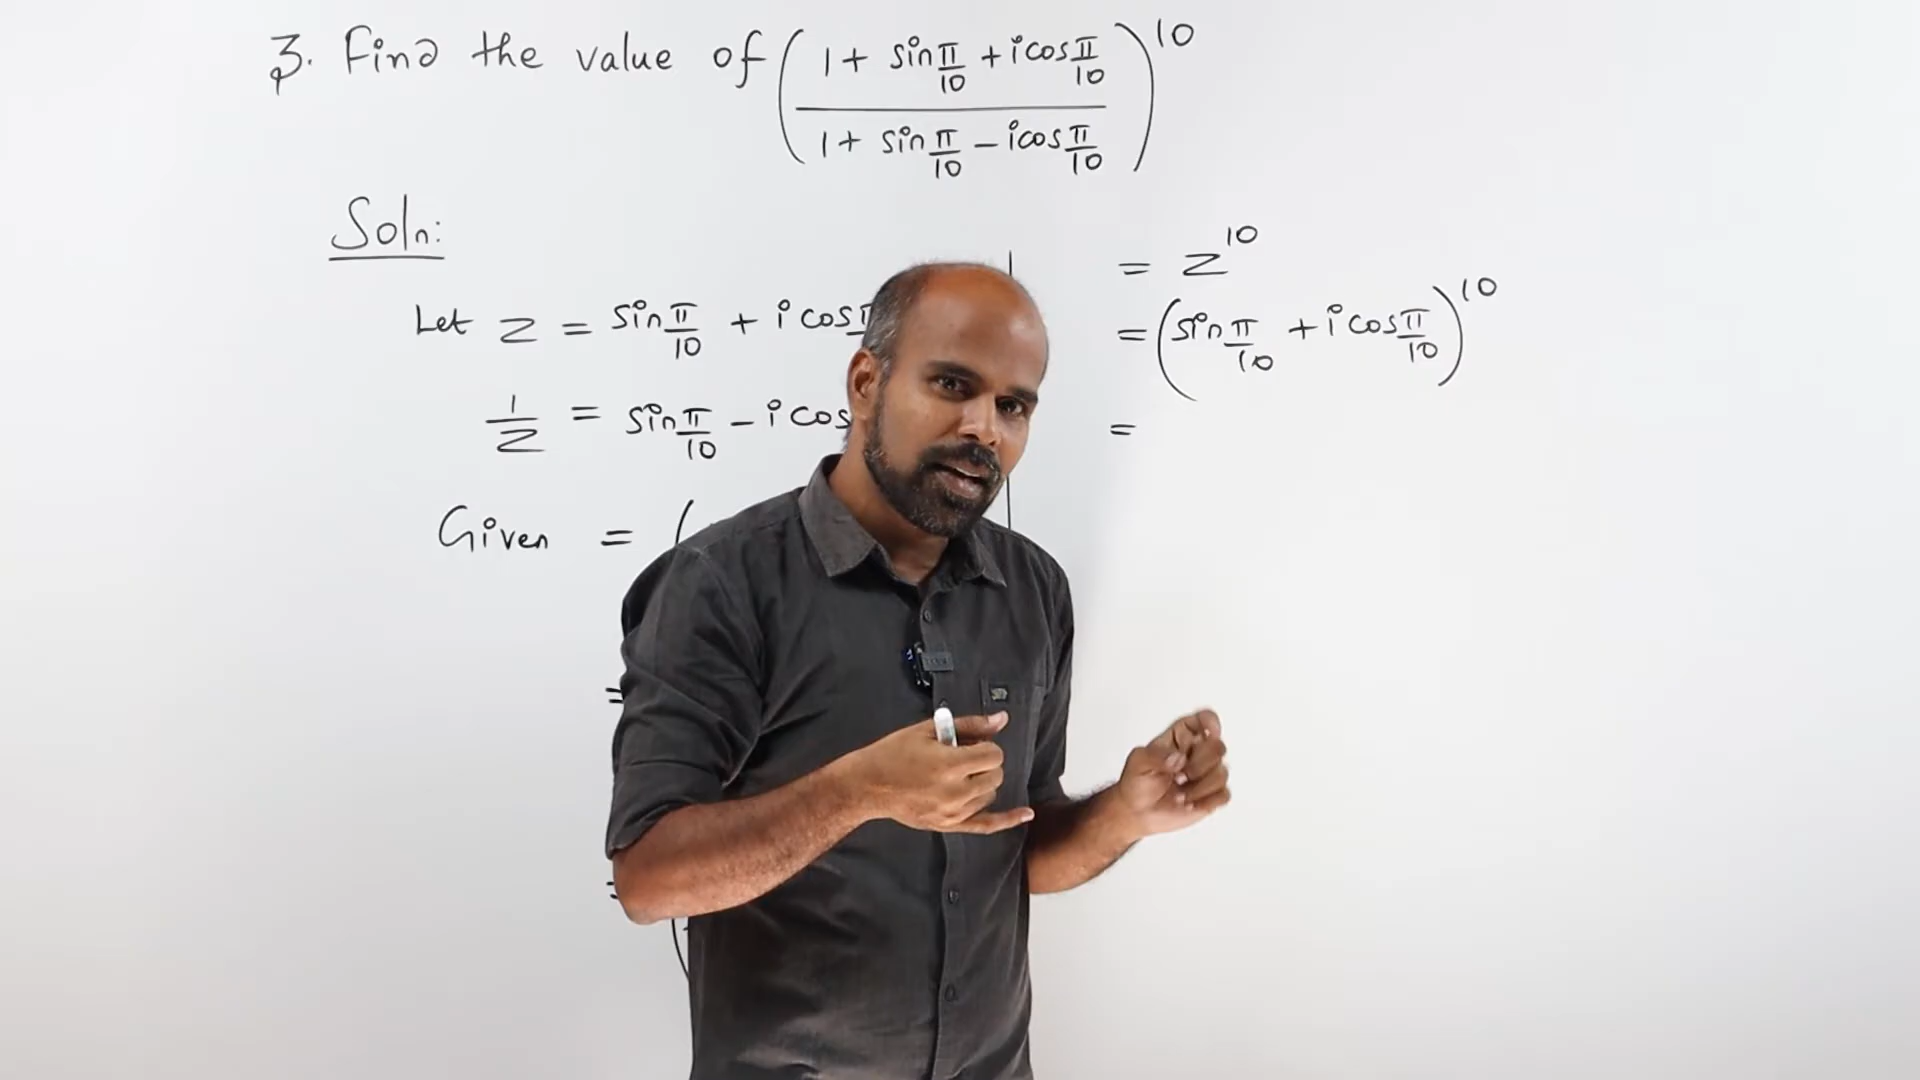 3. Find the value of ((1 + sin π/10 + i cos π/10) / (1 + sin π/10 - i cos π/10))^10
Soln:
Let z = sin π/10 + i cos
1/z = sin π/10 - i cos
Given = (
=
=
= z^10
= (sin π/10 + i cos π/10)^10
=